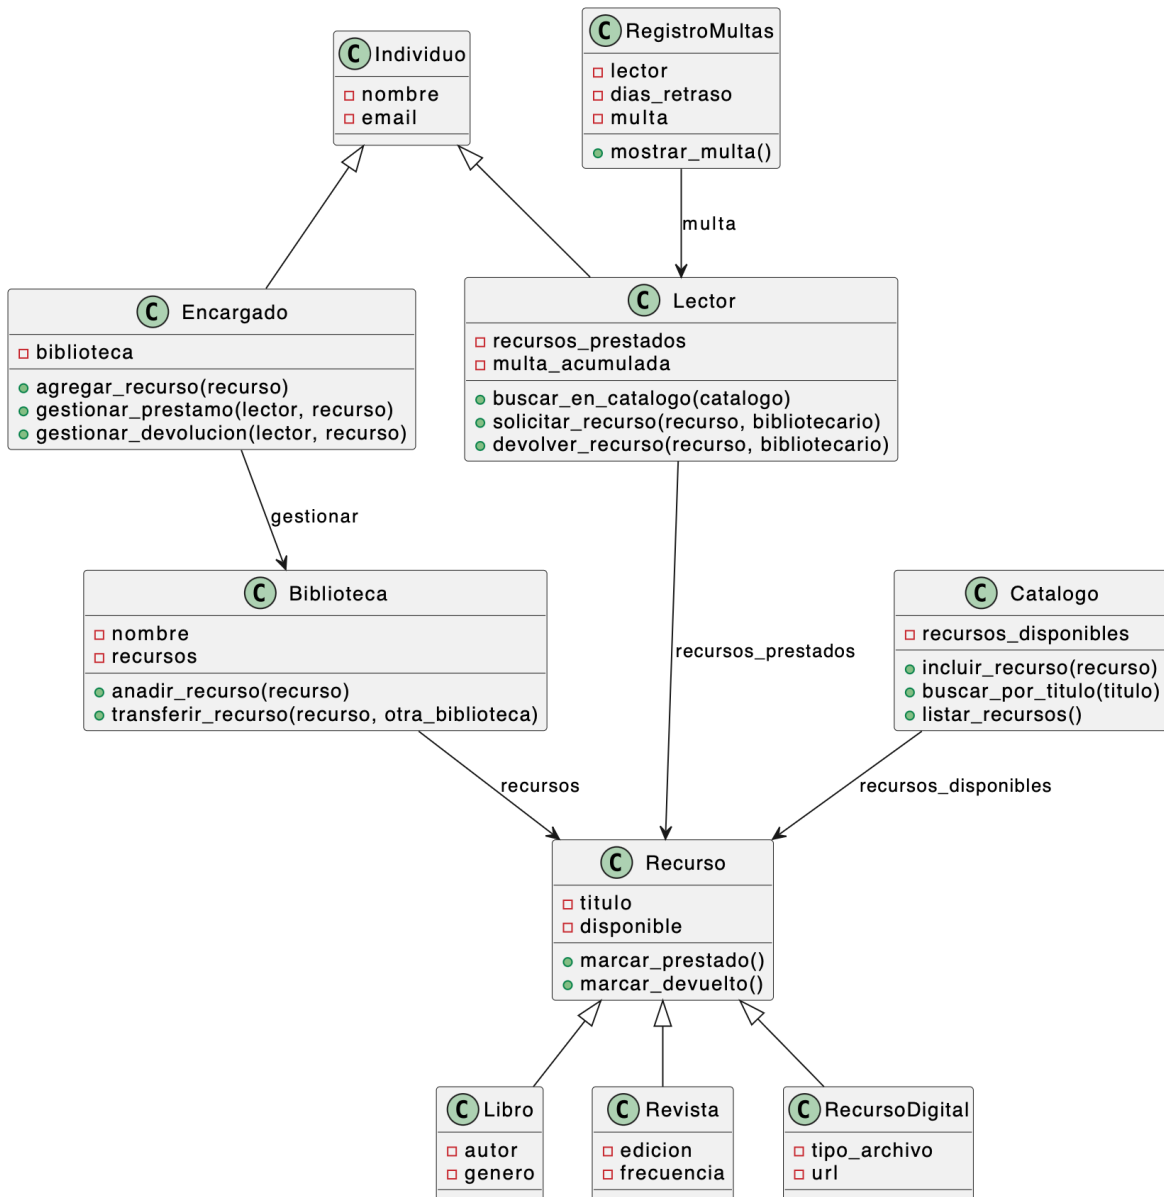 C Individuo
nombre
email
C RegistroMultas
lector
dias_retraso
multa
mostrar_multa()
multa
C Encargado
biblioteca
agregar_recurso(recurso)
gestionar_prestamo(lector, recurso)
gestionar_devolucion(lector, recurso)
C Lector
recursos_prestados
multa_acumulada
buscar_en_catalogo(catalogo)
solicitar_recurso(recurso, bibliotecario)
devolver_recurso(recurso, bibliotecario)
gestionar
C Biblioteca
nombre
recursos
anadir_recurso(recurso)
transferir_recurso(recurso, otra_biblioteca)
recursos_prestados
C Catalogo
recursos_disponibles
incluir_recurso(recurso)
buscar_por_titulo(titulo)
listar_recursos()
recursos
recursos_disponibles
C Recurso
titulo
disponible
marcar_prestado()
marcar_devuelto()
C Libro
autor
genero
C Revista
edicion
frecuencia
C RecursoDigital
tipo_archivo
url